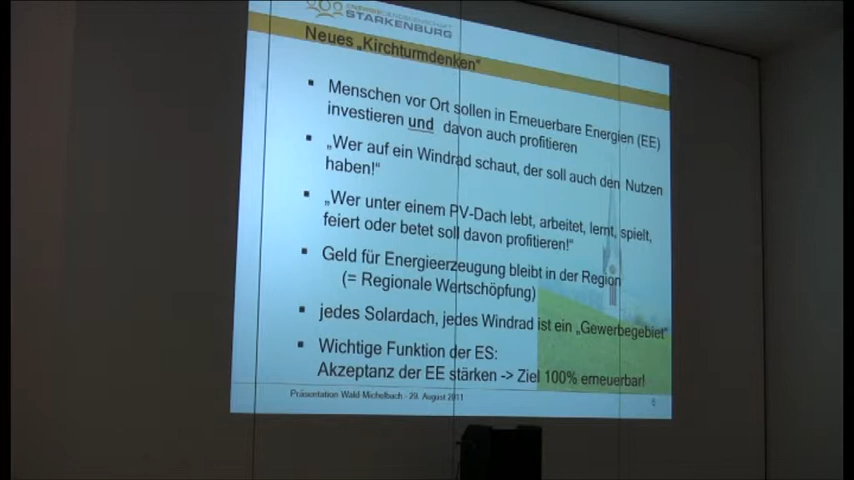 STARKENBURG
Neues „Kirchturmdenken“
Menschen vor Ort sollen in Erneuerbare Energien (EE)
investieren und davon auch profitieren
„Wer auf ein Windrad schaut, der soll auch den Nutzen
haben!“
„Wer unter einem PV-Dach lebt, arbeitet, lernt, spielt,
feiert oder betet soll davon profitieren!“
Geld für Energieerzeugung bleibt in der Region
(= Regionale Wertschöpfung)
jedes Solardach, jedes Windrad ist ein „Gewerbegebiet“
Wichtige Funktion der ES:
Akzeptanz der EE stärken -> Ziel 100% erneuerbar!
Präsentation Wald-Michelbach - 29. August 2011
6